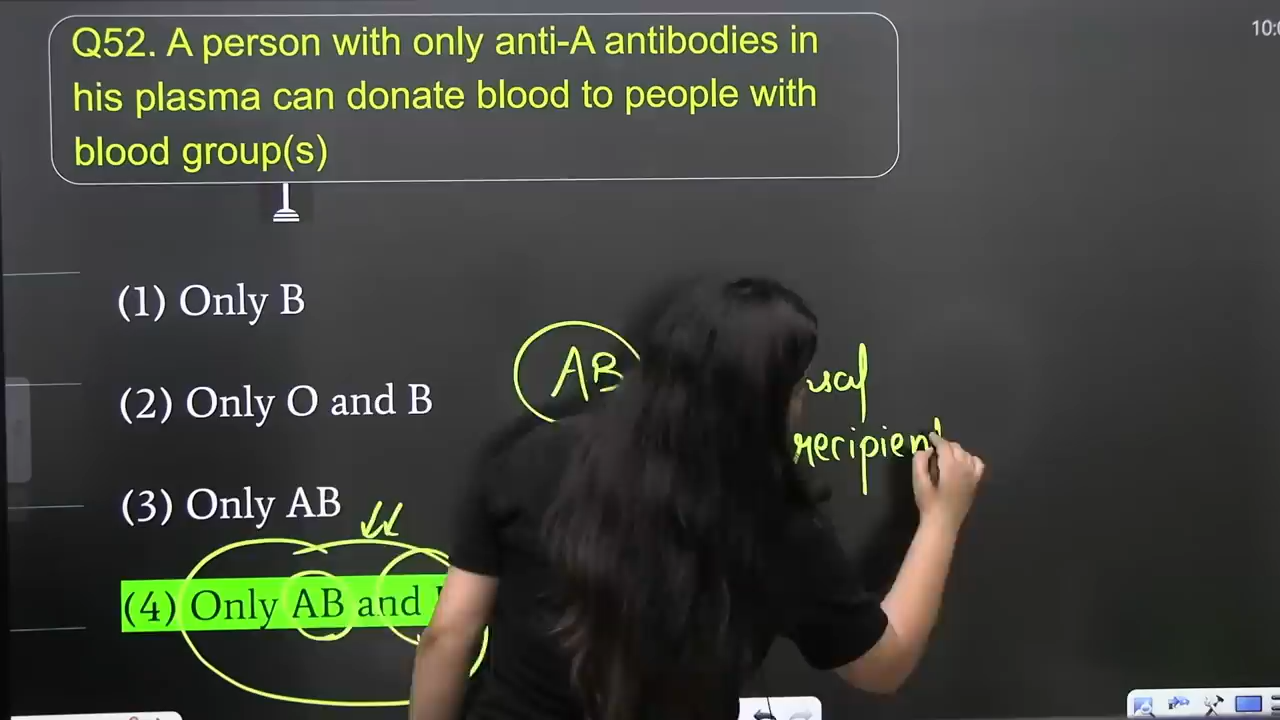 10:
Q52. A person with only anti-A antibodies in
his plasma can donate blood to people with
blood group(s)
(1) Only B
(2) Only O and B
(3) Only AB
(4) Only AB and
AB
recipient